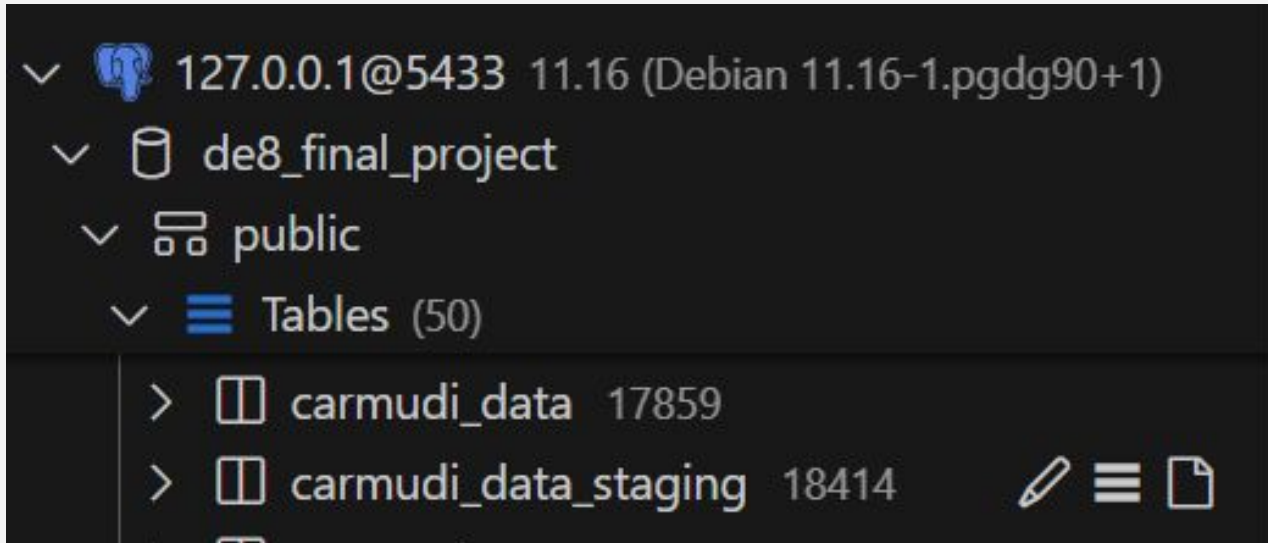 127.0.0.1@5433 11.16 (Debian 11.16-1.pgdg90+1)
de8_final_project
public
Tables (50)
carmudi_data 17859
carmudi_data_staging 18414